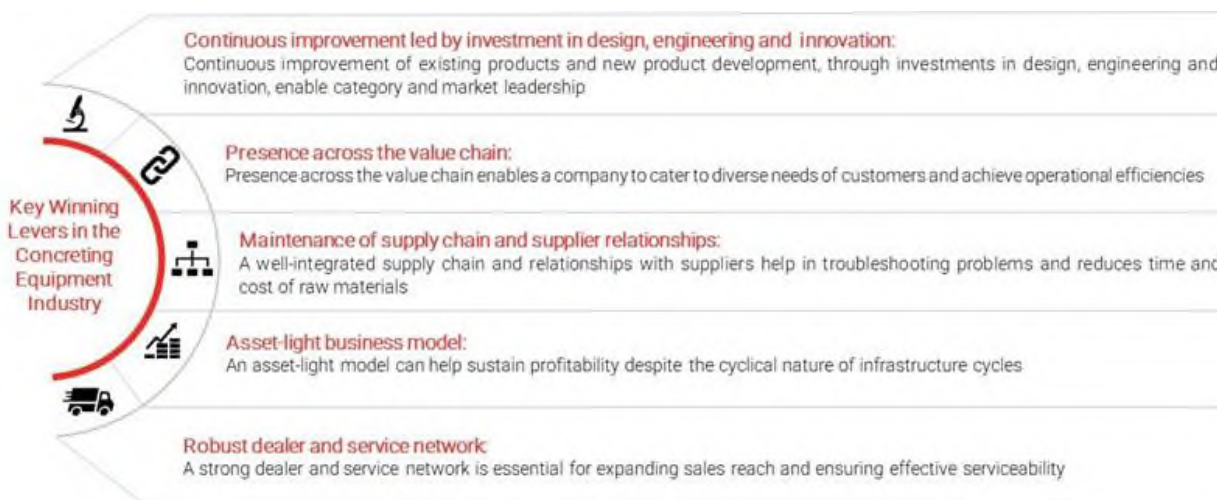 Continuous improvement led by investment in design, engineering and innovation:
Continuous improvement of existing products and new product development, through investments in design, engineering and
innovation, enable category and market leadership
Presence across the value chain:
Presence across the value chain enables a company to cater to diverse needs of customers and achieve operational efficiencies
Key Winning
Levers in the
Concreting
Equipment
Industry
Maintenance of supply chain and supplier relationships:
A well-integrated supply chain and relationships with suppliers help in troubleshooting problems and reduces time and
cost of raw materials
Asset-light business model:
An asset-light model can help sustain profitability despite the cyclical nature of infrastructure cycles
Robust dealer and service network
A strong dealer and service network is essential for expanding sales reach and ensuring effective serviceability